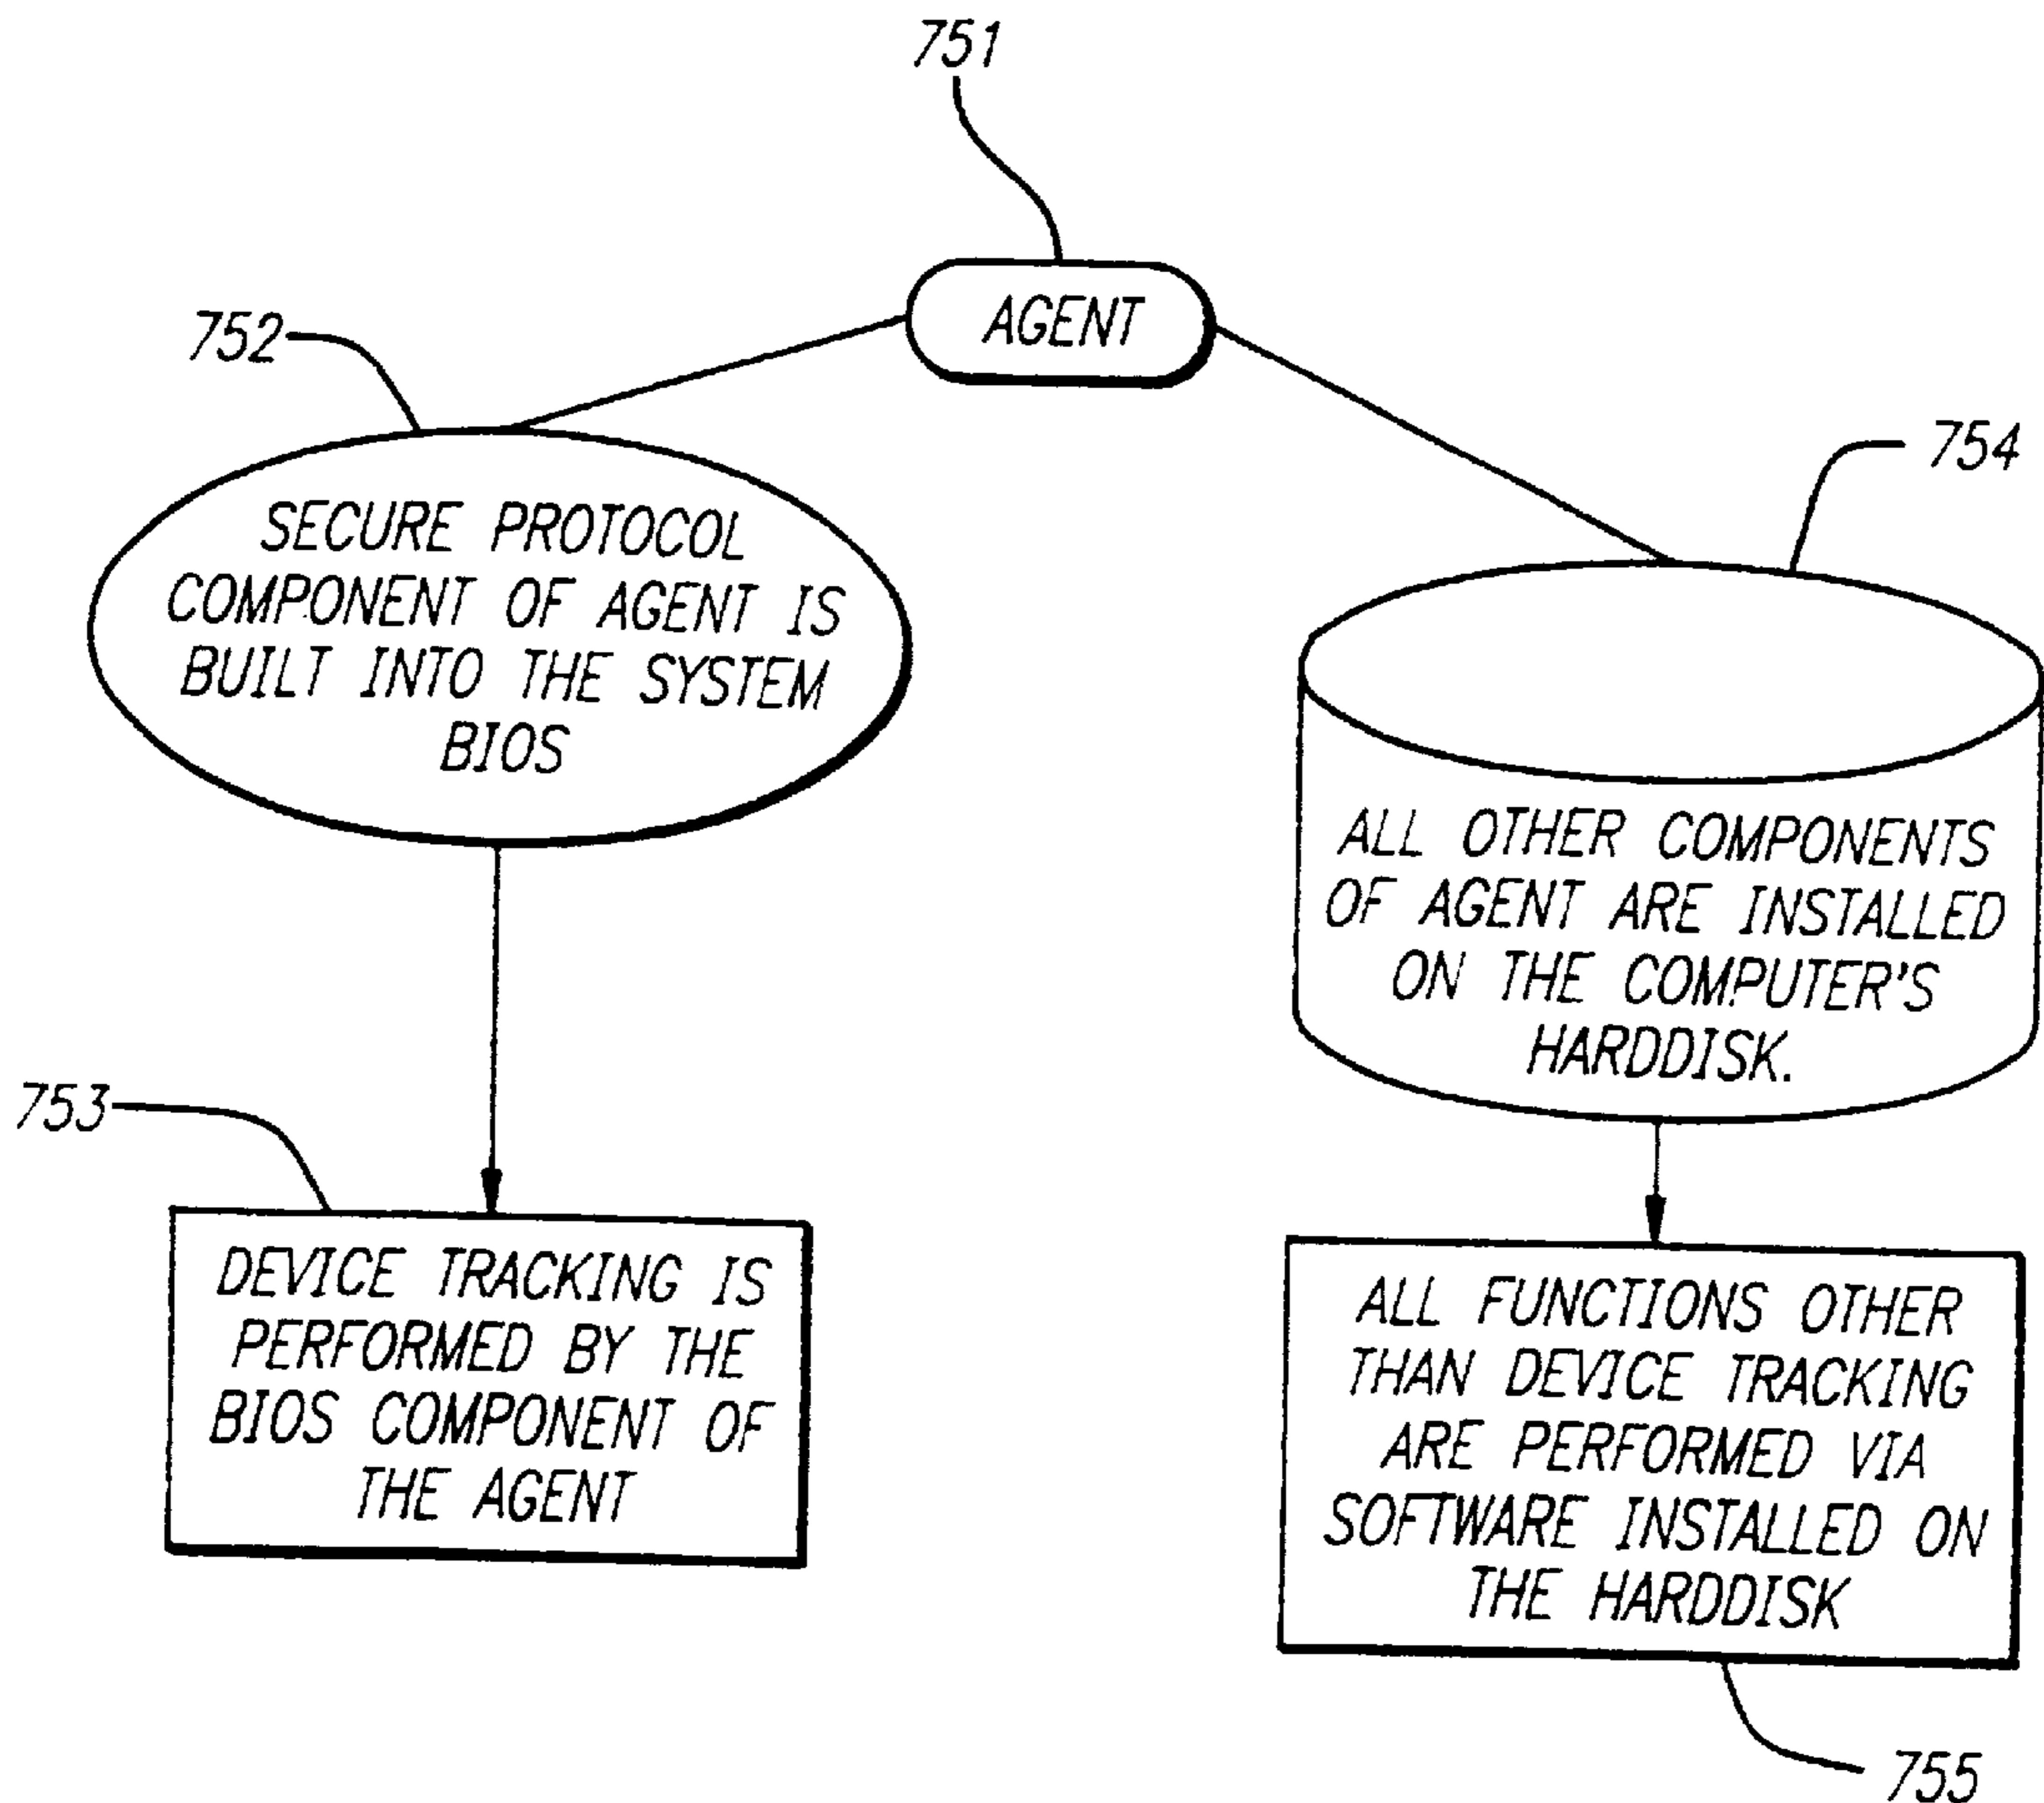 751
AGENT
752
SECURE PROTOCOL
COMPONENT OF AGENT IS
BUILT INTO THE SYSTEM
BIOS
754
ALL OTHER COMPONENTS
OF AGENT ARE INSTALLED
ON THE COMPUTER'S
HARDDISK.
753
DEVICE TRACKING IS
PERFORMED BY THE
BIOS COMPONENT OF
THE AGENT
ALL FUNCTIONS OTHER
THAN DEVICE TRACKING
ARE PERFORMED VIA
SOFTWARE INSTALLED ON
THE HARDDISK
755